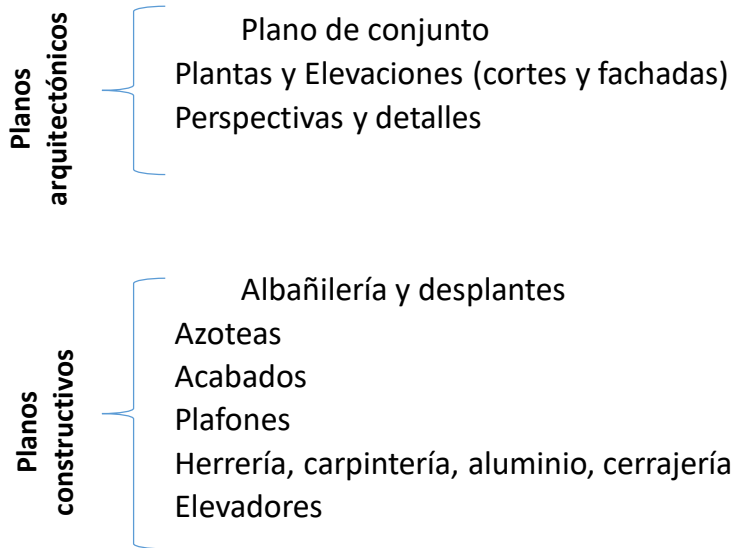 Planos
arquitectónicos
Plano de conjunto
Plantas y Elevaciones (cortes y fachadas)
Perspectivas y detalles
Planos
constructivos
Albañilería y desplantes
Azoteas
Acabados
Plafones
Herrería, carpintería, aluminio, cerrajería
Elevadores